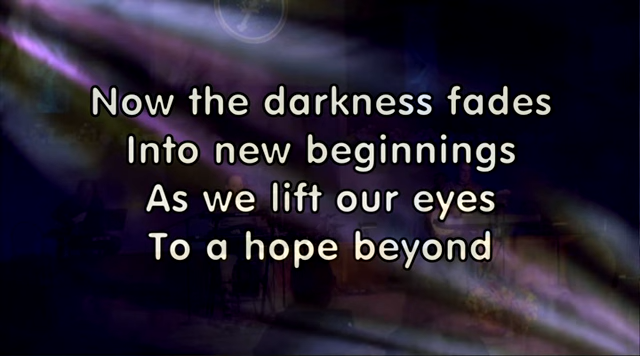 Now the darkness fades
Into new beginnings
As we lift our eyes
To a hope beyond